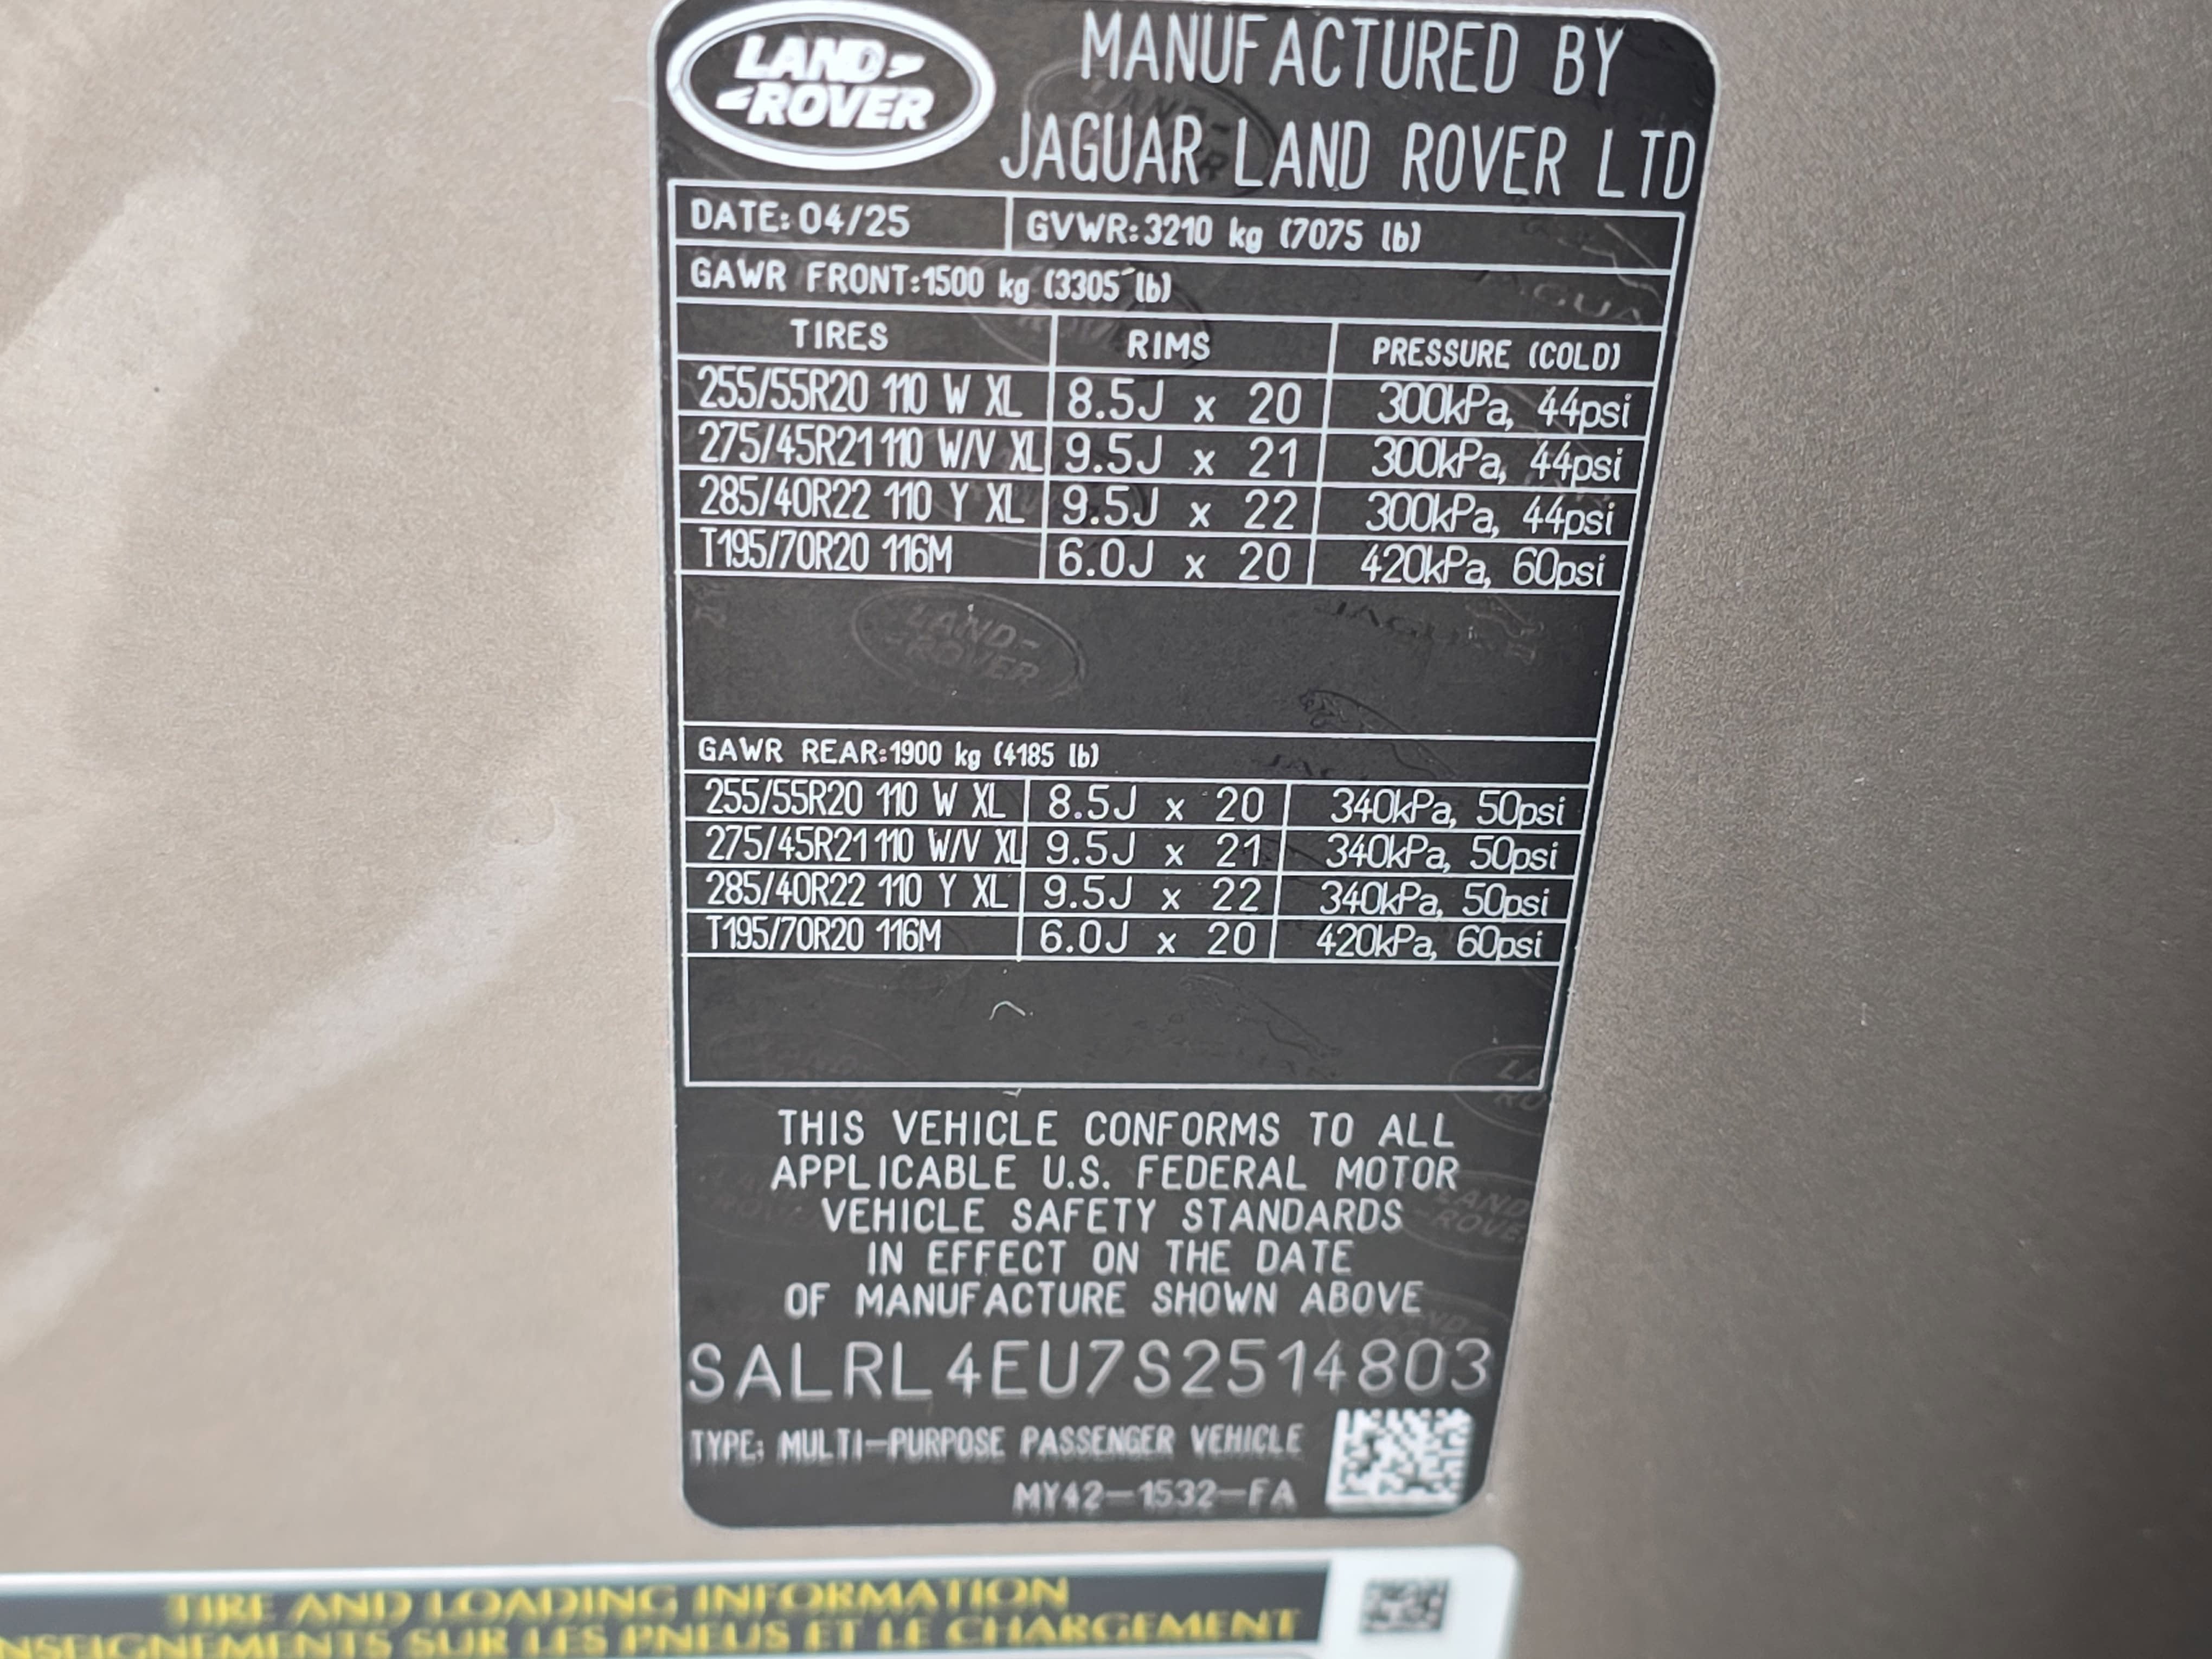 LAND-
-ROVER
MANUFACTURED BY
JAGUAR LAND ROVER LTD
DATE: 04/25 GVWR: 3210 kg (7075 lb)
GAWR FRONT: 1500 kg (3305 lb)
TIRES RIMS PRESSURE (COLD)
255/55R20 110 W XL 8.5J x 20 300kPa, 44psi
275/45R21 110 W/V XL 9.5J x 21 300kPa, 44psi
285/40R22 110 Y XL 9.5J x 22 300kPa, 44psi
T195/70R20 116M 6.0J x 20 420kPa, 60psi
GAWR REAR: 1900 kg (4185 lb)
255/55R20 110 W XL 8.5J x 20 340kPa, 50psi
275/45R21 110 W/V XL 9.5J x 21 340kPa, 50psi
285/40R22 110 Y XL 9.5J x 22 340kPa, 50psi
T195/70R20 116M 6.0J x 20 420kPa, 60psi
THIS VEHICLE CONFORMS TO ALL
APPLICABLE U.S. FEDERAL MOTOR
VEHICLE SAFETY STANDARDS
IN EFFECT ON THE DATE
OF MANUFACTURE SHOWN ABOVE
SALRL4EU7S2514803
TYPE: MULTI-PURPOSE PASSENGER VEHICLE
MY42-1532-FA
TIRE AND LOADING INFORMATION
NSEIGNEMENTS SUR LES PNEUS ET LE CHARGEMENT